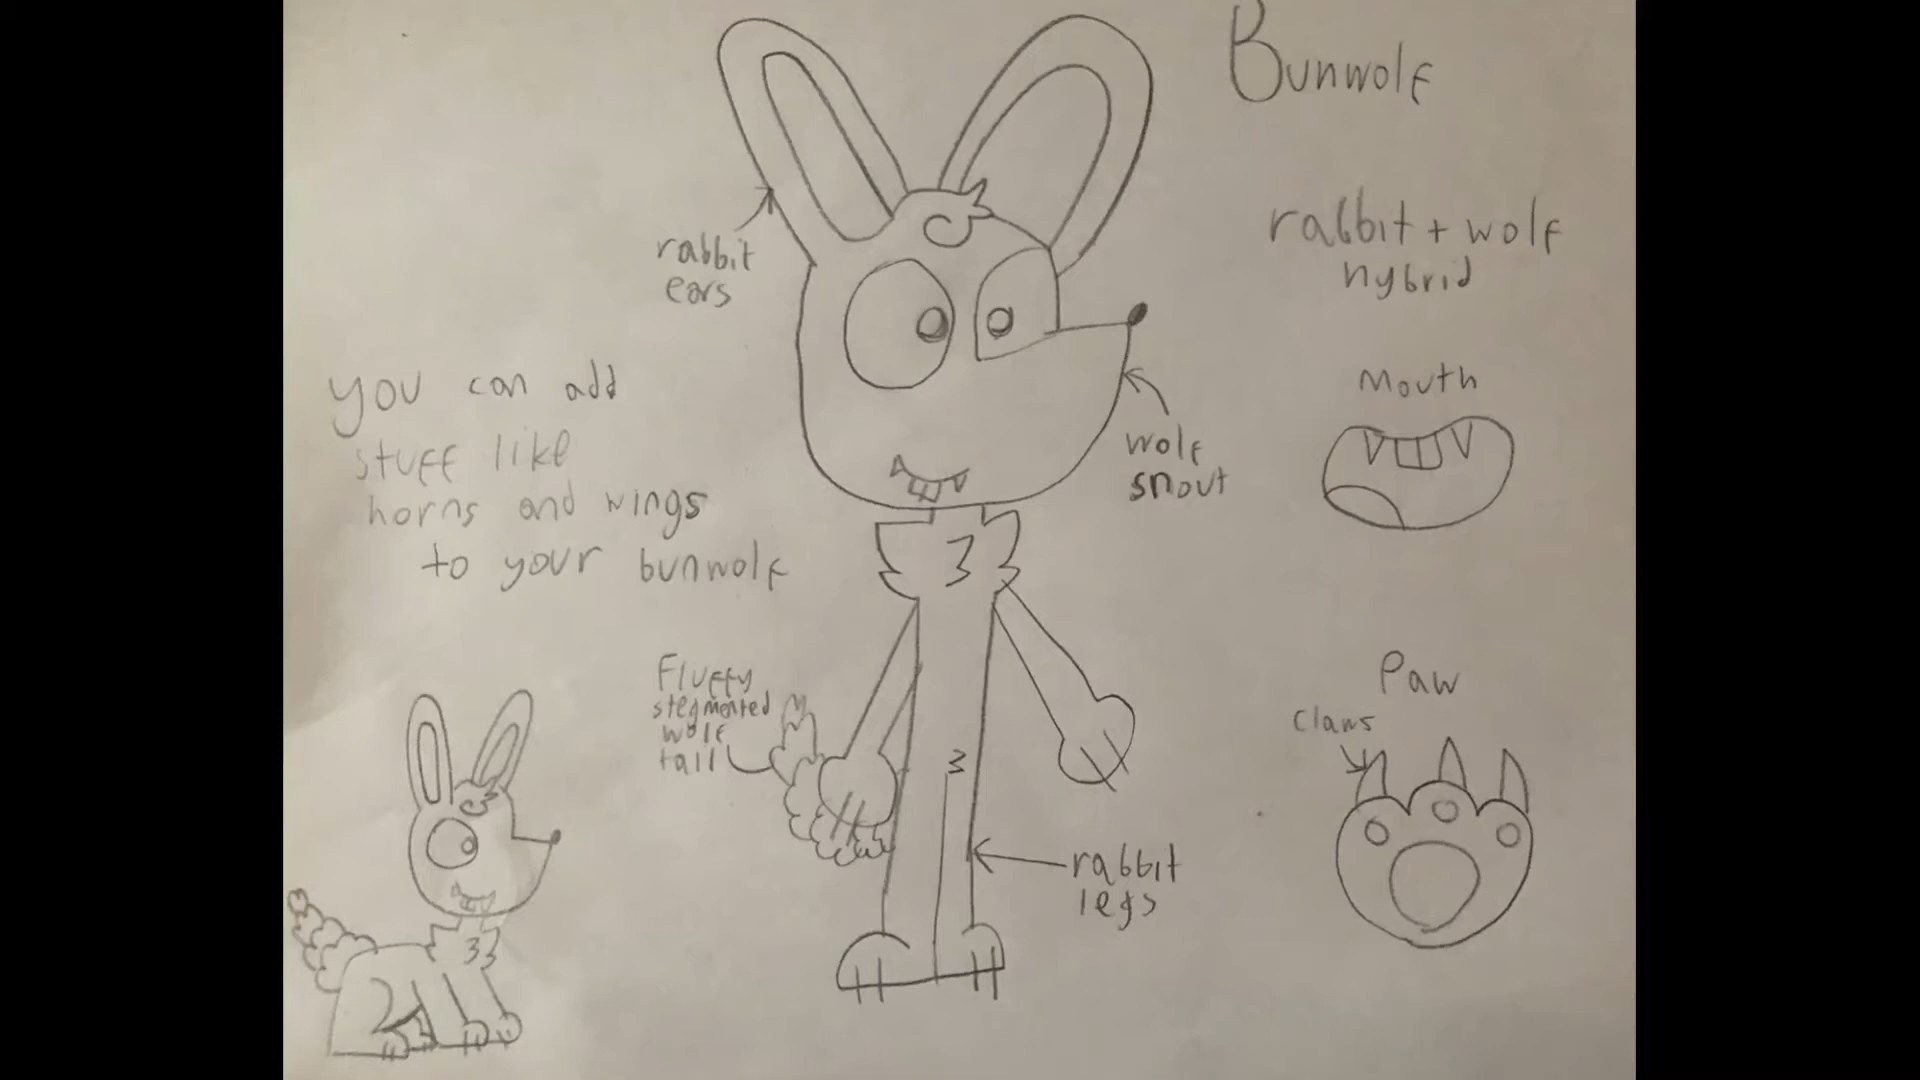 Bunwolf
rabbit + wolf
hybrid
rabbit
ears
you can add
stuff like
horns and wings
to your bunwolf
wolf
snout
Mouth
Fluffy
stegmented
wolf
tail
rabbit
legs
Paw
claws